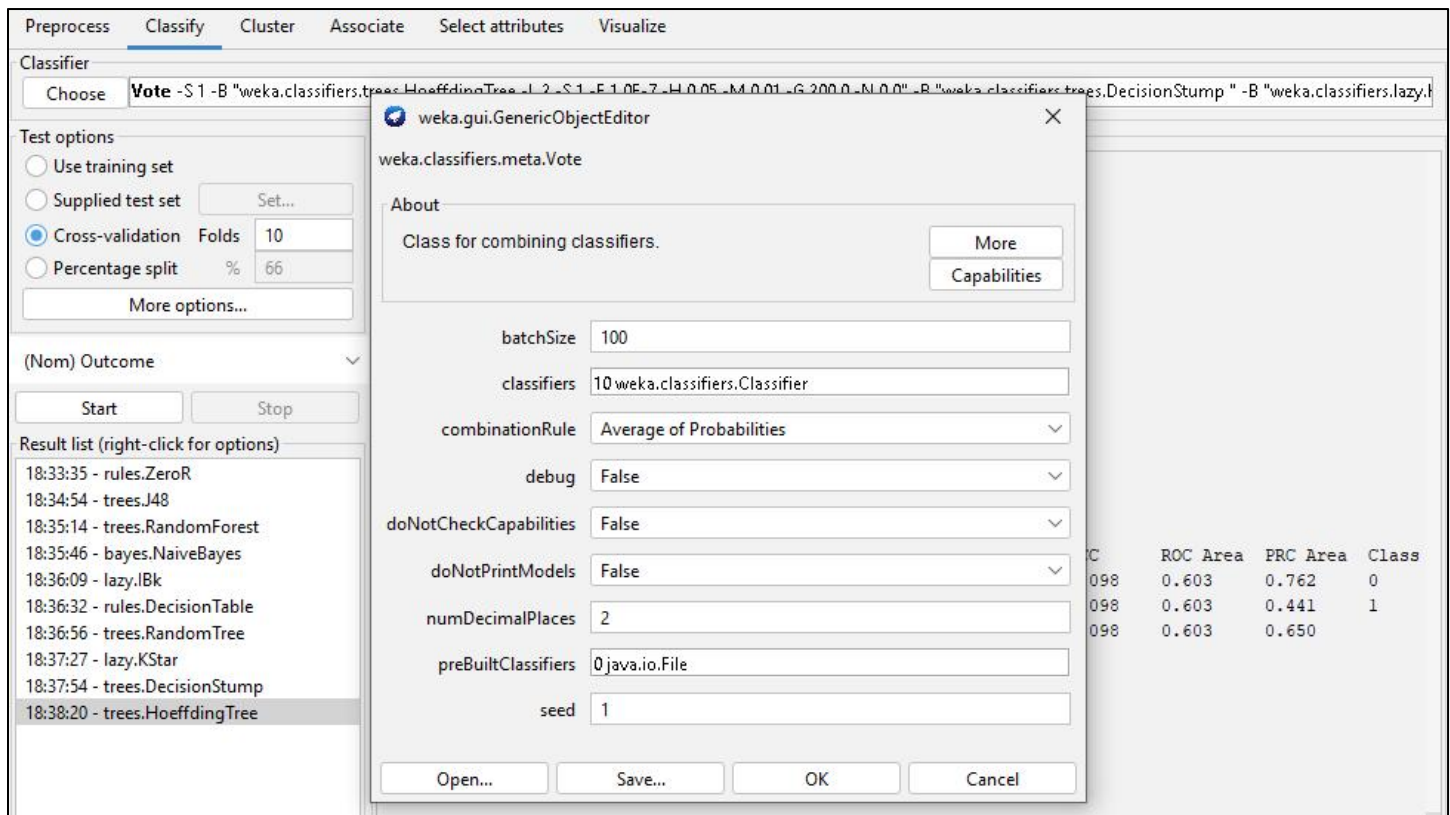 Preprocess Classify Cluster Associate Select attributes Visualize
Classifier
Choose Vote -S 1 -B "weka.classifiers.trees.HoeffdingTree -L 2 -S 1 -E 1.0E-7 -H 0.05 -M 0.01 -G 200.0 -N 0.0" -B "weka.classifiers.trees.DecisionStump " -B "weka.classifiers.lazy.
weka.gui.GenericObjectEditor
weka.classifiers.meta.Vote
Test options
Use training set
Supplied test set Set...
Cross-validation Folds 10
Percentage split % 66
More options...
(Nom) Outcome
Start Stop
Result list (right-click for options)
18:33:35 - rules.ZeroR
18:34:54 - trees.J48
18:35:14 - trees.RandomForest
18:35:46 - bayes.NaiveBayes
18:36:09 - lazy.IBk
18:36:32 - rules.DecisionTable
18:36:56 - trees.RandomTree
18:37:27 - lazy.KStar
18:37:54 - trees.DecisionStump
18:38:20 - trees.HoeffdingTree
About
Class for combining classifiers.
More
Capabilities
batchSize 100
classifiers 10 weka.classifiers.Classifier
combinationRule Average of Probabilities
debug False
doNotCheckCapabilities False
doNotPrintModels False
numDecimalPlaces 2
preBuiltClassifiers 0 java.io.File
seed 1
Open... Save... OK Cancel
ROC Area PRC Area Class
098 0.603 0.762 0
098 0.603 0.441 1
098 0.603 0.650